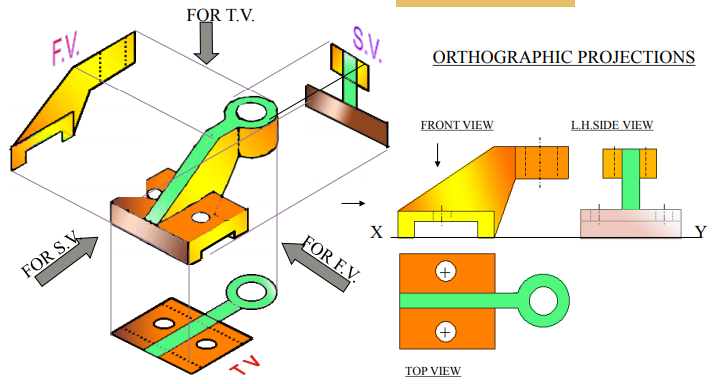 FOR T.V.
F.V.
S.V.
ORTHOGRAPHIC PROJECTIONS
FRONT VIEW
L.H.SIDE VIEW
X
Y
FOR S.V.
FOR F.V.
TV
TOP VIEW